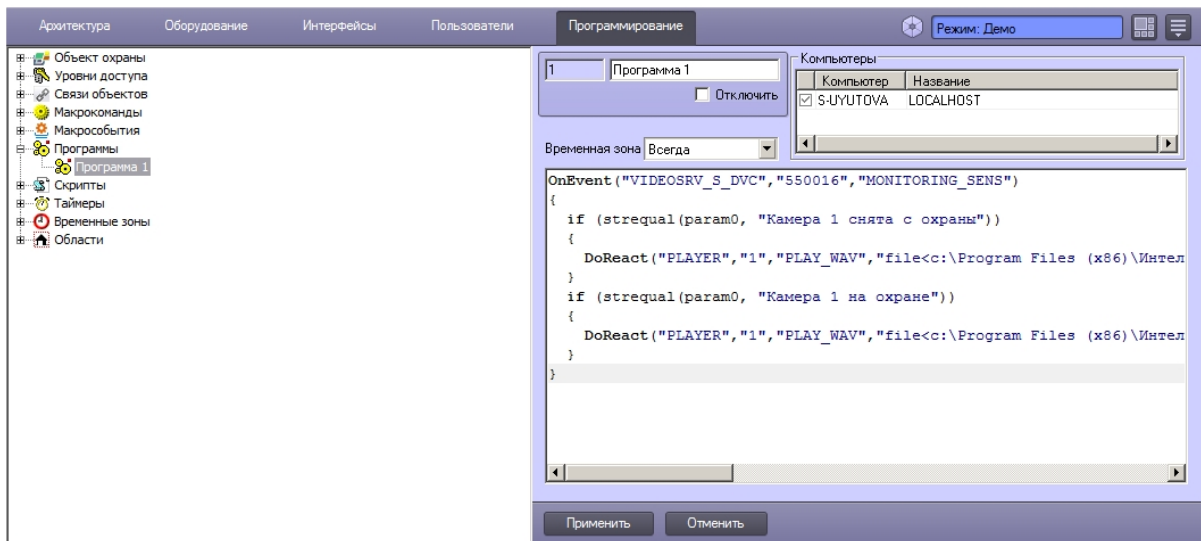 Архитектура Оборудование Интерфейсы Пользователи Программирование Режим: Демо
Объект охраны
Уровни доступа
Связи объектов
Макрокоманды
Макрособытия
Программы
Программа 1
Скрипты
Таймеры
Временные зоны
Области
1 Программа 1
Отключить
Компьютеры
Компьютер Название
S-UYUTOVA LOCALHOST
Временная зона Всегда
OnEvent("VIDEOSRV_S_DVC","550016","MONITORING_SENS")
{
if (strequal(param0, "Камера 1 снята с охраны"))
{
DoReact("PLAYER","1","PLAY_WAV","file<c:\Program Files (x86)\Интел
}
if (strequal(param0, "Камера 1 на охране"))
{
DoReact("PLAYER","1","PLAY_WAV","file<c:\Program Files (x86)\Интел
}
}
Применить Отменить